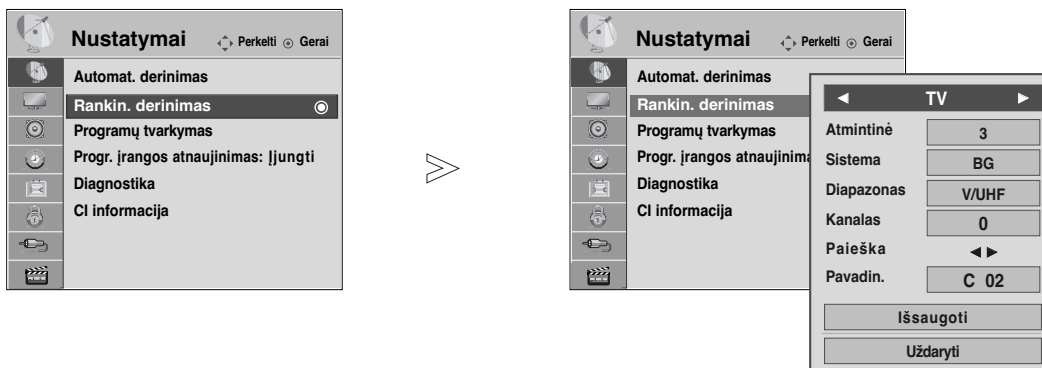 Nustatymai Perkelti Gerai
Automat. derinimas
Rankin. derinimas
Programų tvarkymas
Progr. įrangos atnaujinimas: Įjungti
Diagnostika
CI informacija
Nustatymai Perkelti Gerai
Automat. derinimas
Rankin. derinimas
Programų tvarkymas
Progr. įrangos atnaujinima
Diagnostika
CI informacija
◄ TV ►
Atmintinė 3
Sistema BG
Diapazonas V/UHF
Kanalas 0
Paieška ◄ ►
Pavadin. C 02
Išsaugoti
Uždaryti